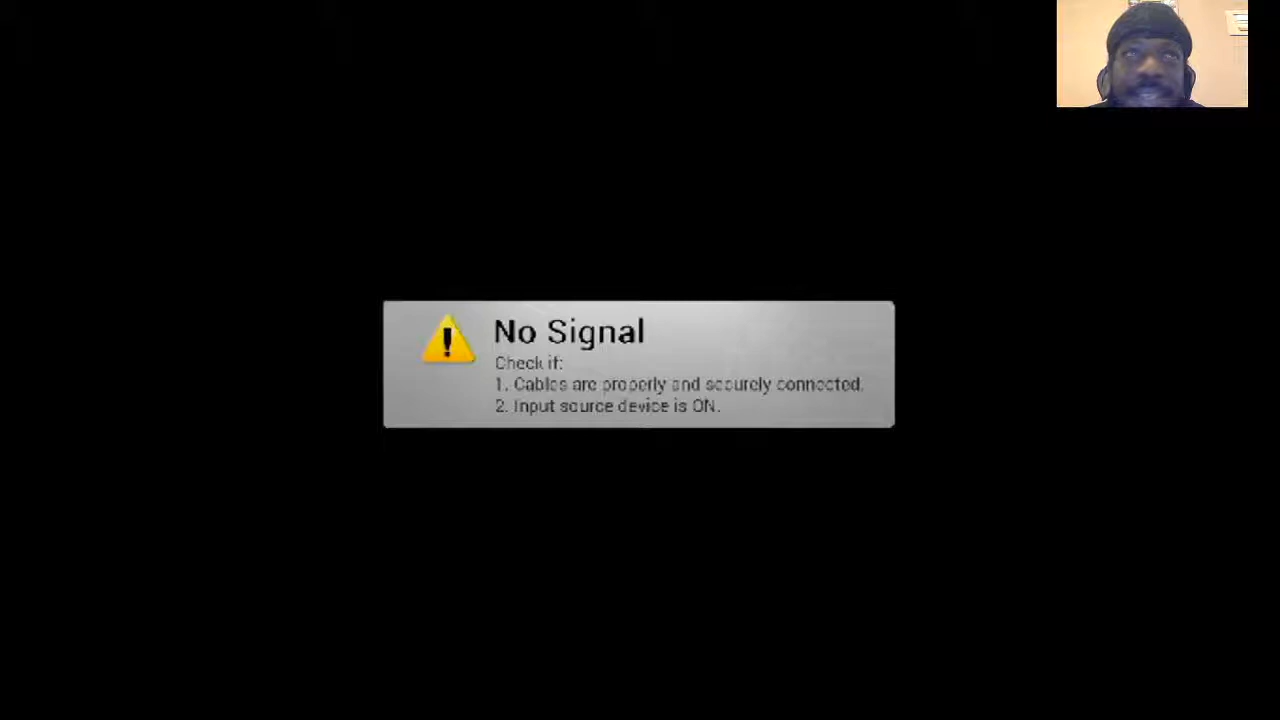 No Signal
Check if:
1. Cables are properly and securely connected.
2. Input source device is ON.